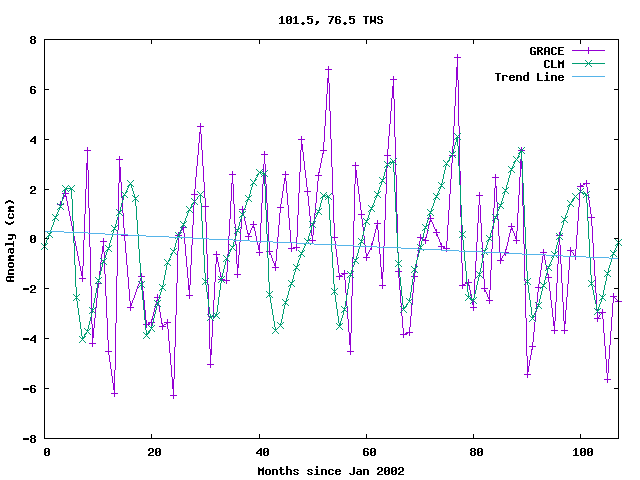 101.5, 76.5 TWS
GRACE
CLM
Trend Line
Anomaly (cm)
8
6
4
2
0
-2
-4
-6
-8
0 20 40 60 80 100
Months since Jan 2002